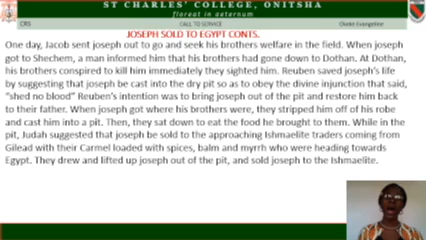 ST CHARLES' COLLEGE, ONITSHA
floreat in aeternum
CRS CALL TO SERVICE Okeke Evangeline
JOSEPH SOLD TO EGYPT CONTS.
One day, Jacob sent joseph out to go and seek his brothers welfare in the field. When joseph
got to Shechem, a man informed him that his brothers had gone down to Dothan. At Dothan,
his brothers conspired to kill him immediately they sighted him. Reuben saved joseph's life
by suggesting that joseph be cast into the dry pit so as to obey the divine injunction that said,
"shed no blood" Reuben's intention was to bring joseph out of the pit and restore him back
to their father. When joseph got where his brothers were, they stripped him off of his robe
and cast him into a pit. Then, they sat down to eat the food he brought to them. While in the
pit, Judah suggested that joseph be sold to the approaching Ishmaelite traders coming from
Gilead with their Carmel loaded with spices, balm and myrrh who were heading towards
Egypt. They drew and lifted up joseph out of the pit, and sold joseph to the Ishmaelite.